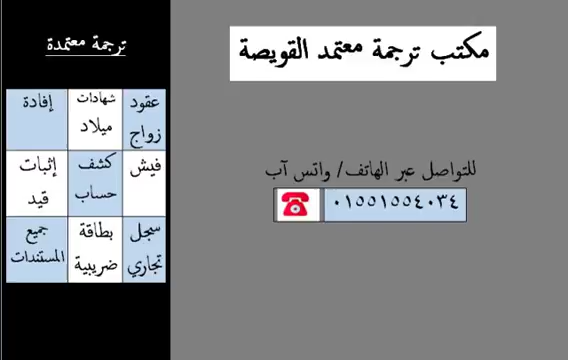 مكتب ترجمة معتمد القويصة
للتواصل عبر الهاتف/ واتس آب
٠١٥٥١٥٥٤٠٣٤
ترجمة معتمدة
عقود زواج
شهادات ميلاد
إفادة
فيش
كشف حساب
إثبات قيد
سجل تجاري
بطاقة ضريبية
جميع المستندات